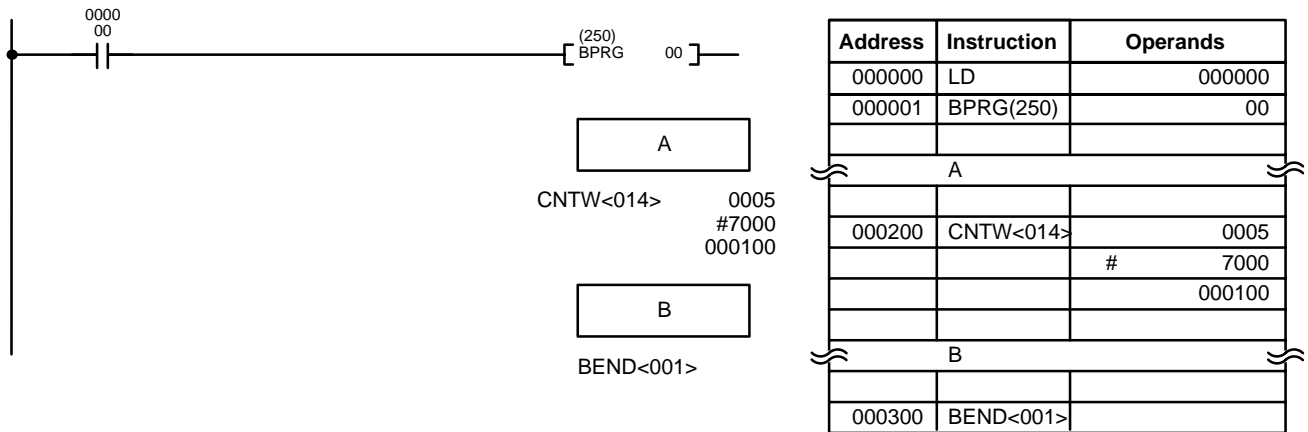 0000
00
(250)
BPRG 00
A
CNTW<014> 0005
#7000
000100
B
BEND<001>
Address Instruction Operands
000000 LD 000000
000001 BPRG(250) 00
A
000200 CNTW<014> 0005
# 7000
000100
B
000300 BEND<001>